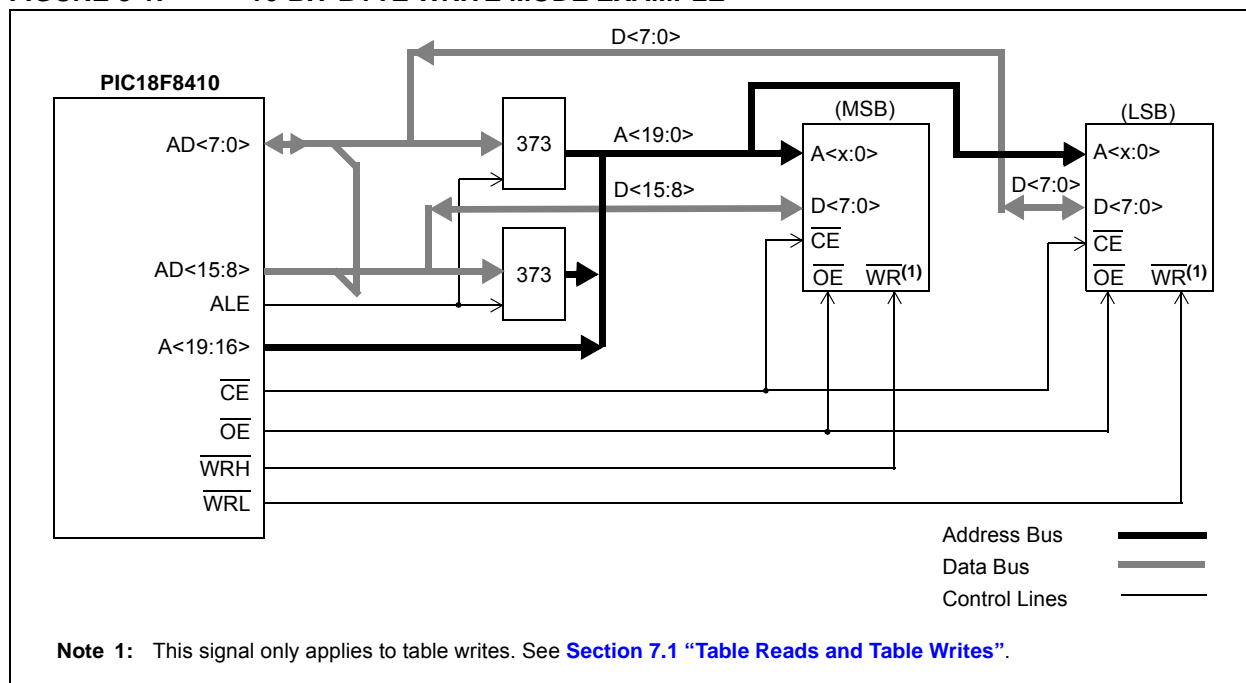 D<7:0>
PIC18F8410
(MSB)
(LSB)
AD<7:0>
373
A<19:0>
A<x:0>
A<x:0>
D<15:8>
D<7:0>
D<7:0>
D<7:0>
CE
CE
AD<15:8>
373
OE WR(1)
OE WR(1)
ALE
A<19:16>
CE
OE
WRH
WRL
Address Bus
Data Bus
Control Lines
Note 1: This signal only applies to table writes. See Section 7.1 “Table Reads and Table Writes”.